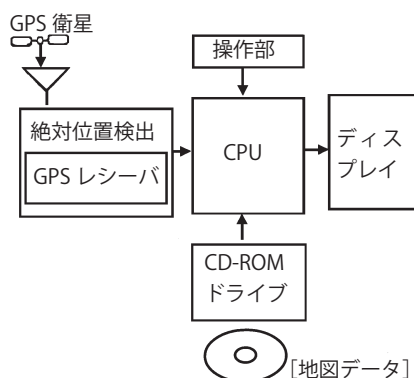 GPS 衛星
操作部
絶対位置検出
GPS レシーバ
CPU
ディス
プレイ
CD-ROM
ドライブ
[地図データ]